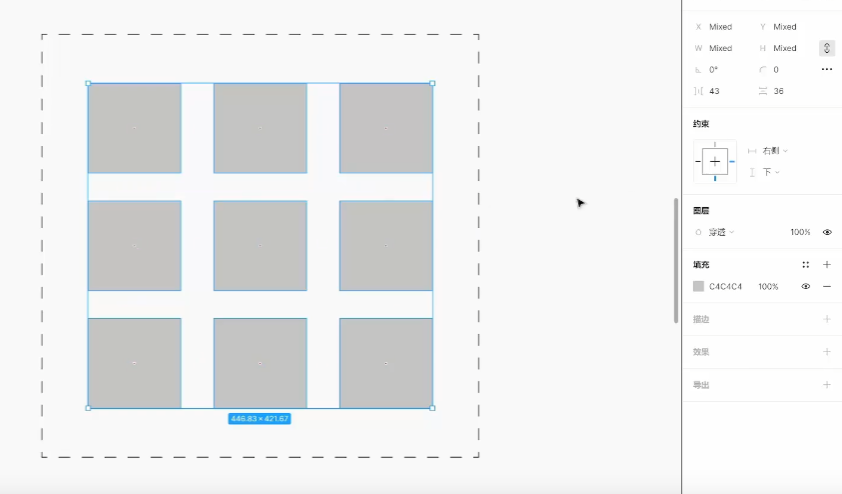 X Mixed Y Mixed
W Mixed H Mixed
0° 0
43 36
约束
右侧
下
图层
穿透 100%
填充
C4C4C4 100%
描边
效果
导出
446.83 × 421.67